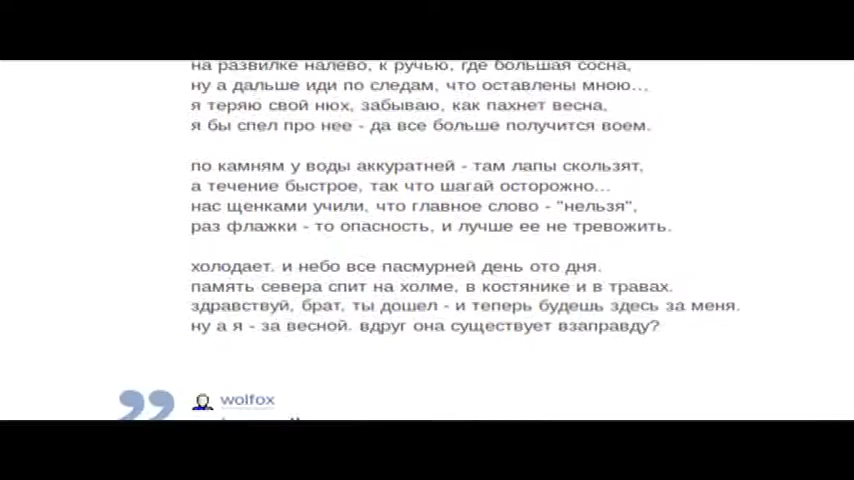 на развилке налево, к ручью, где большая сосна,
ну а дальше иди по следам, что оставлены мною...
я теряю свой нюх, забываю, как пахнет весна,
я бы спел про нее - да все больше получится воем.
по камням у воды аккуратней - там лапы скользят,
а течение быстрое, так что шагай осторожно...
нас щенками учили, что главное слово - "нельзя",
раз флажки - то опасность, и лучше ее не тревожить.
холодает. и небо все пасмурней день ото дня.
память севера спит на холме, в костянике и в травах.
здравствуй, брат, ты дошел - и теперь будешь здесь за меня.
ну а я - за весной. вдруг она существует взаправду?
wolfox